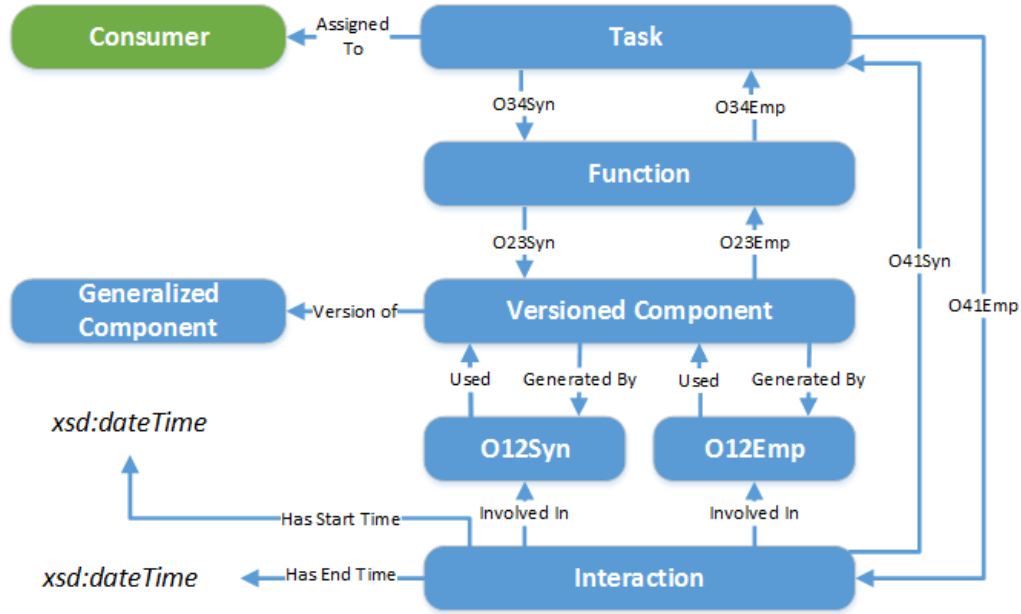 Consumer
Assigned
To
Task
O34Syn
O34Emp
Function
O23Syn
O23Emp
O41Syn
Generalized
Component
Version of
Versioned Component
O41Emp
Used
Generated By
Used
Generated By
xsd:dateTime
O12Syn
O12Emp
Has Start Time
Involved In
Involved In
xsd:dateTime
Has End Time
Interaction